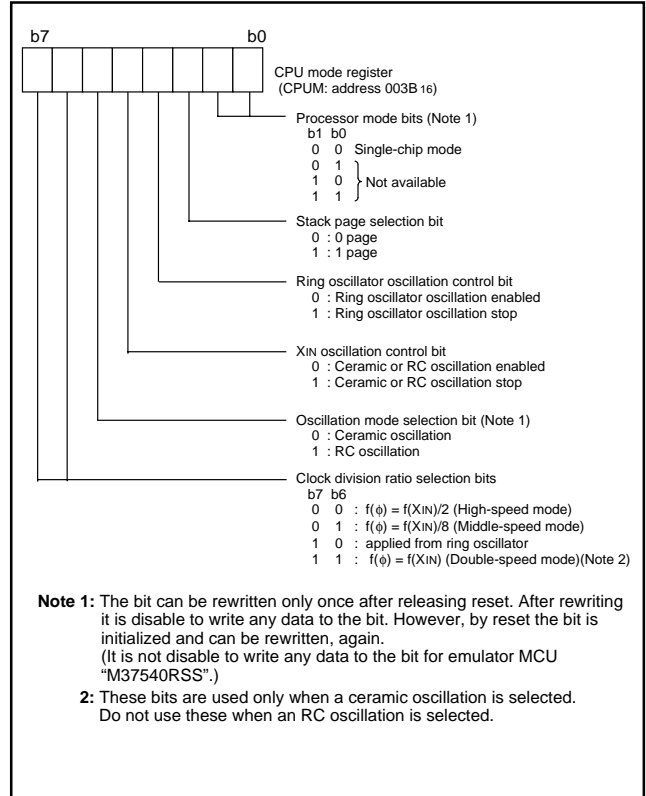 b7 b0
CPU mode register
(CPUM: address 003B16)
Processor mode bits (Note 1)
b1 b0
0 0 Single-chip mode
0 1
1 0 Not available
1 1
Stack page selection bit
0 : 0 page
1 : 1 page
Ring oscillator oscillation control bit
0 : Ring oscillator oscillation enabled
1 : Ring oscillator oscillation stop
XIN oscillation control bit
0 : Ceramic or RC oscillation enabled
1 : Ceramic or RC oscillation stop
Oscillation mode selection bit (Note 1)
0 : Ceramic oscillation
1 : RC oscillation
Clock division ratio selection bits
b7 b6
0 0 : f(φ) = f(XIN)/2 (High-speed mode)
0 1 : f(φ) = f(XIN)/8 (Middle-speed mode)
1 0 : applied from ring oscillator
1 1 : f(φ) = f(XIN) (Double-speed mode)(Note 2)
Note 1: The bit can be rewritten only once after releasing reset. After rewriting
it is disable to write any data to the bit. However, by reset the bit is
initialized and can be rewritten, again.
(It is not disable to write any data to the bit for emulator MCU
“M37540RSS”.)
2: These bits are used only when a ceramic oscillation is selected.
Do not use these when an RC oscillation is selected.